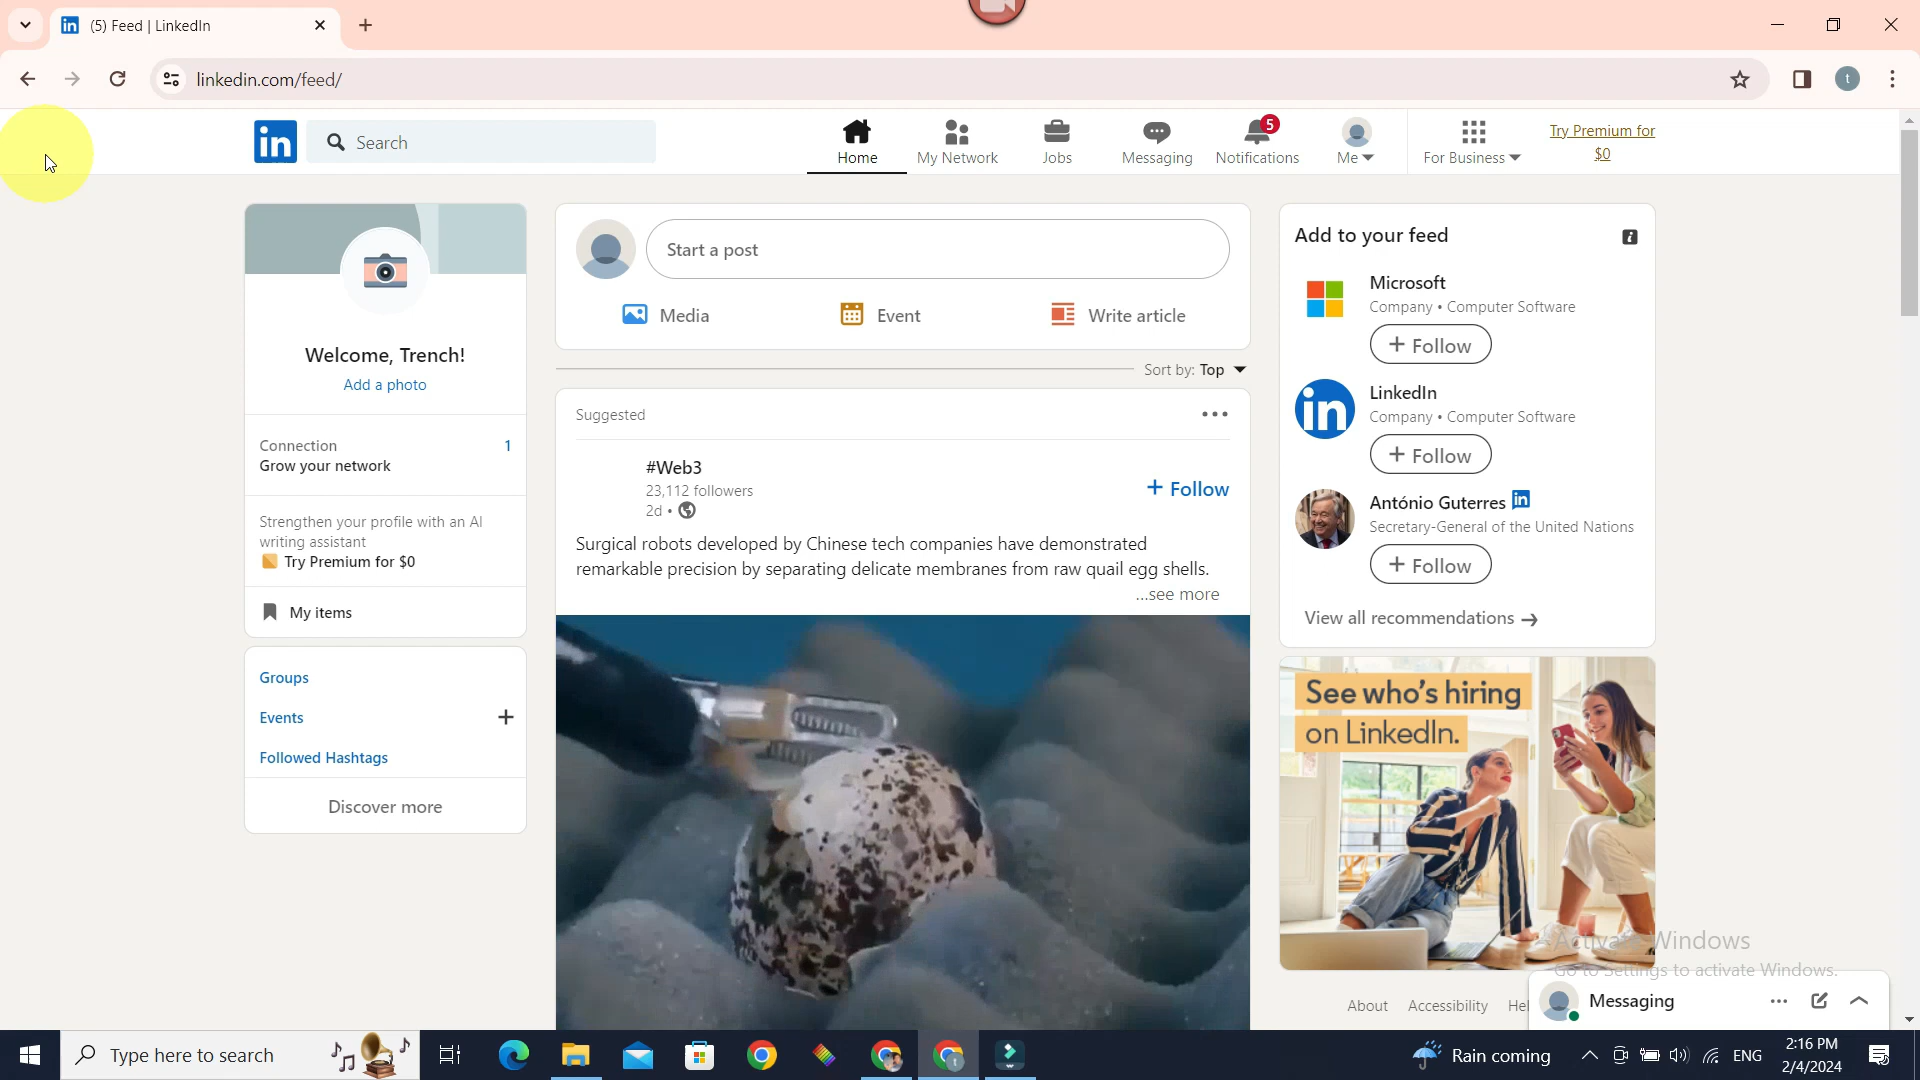 (5) Feed | LinkedIn
linkedin.com/feed/
t
in
Search
Home
My Network
Jobs
Messaging
5
Notifications
Me
For Business
Try Premium for
$0
Welcome, Trench!
Add a photo
Connection 1
Grow your network
Strengthen your profile with an AI
writing assistant
Try Premium for $0
My items
Groups
Events
Followed Hashtags
Discover more
Start a post
Media
Event
Write article
Sort by: Top
Suggested
#Web3
23,112 followers
2d •
+ Follow
Surgical robots developed by Chinese tech companies have demonstrated
remarkable precision by separating delicate membranes from raw quail egg shells.
...see more
Add to your feed
Microsoft
Company • Computer Software
+ Follow
in
LinkedIn
Company • Computer Software
+ Follow
António Guterres in
Secretary-General of the United Nations
+ Follow
View all recommendations →
See who's hiring
on LinkedIn.
Activate Windows
Go to Settings to activate Windows.
About Accessibility
Messaging
Type here to search
Rain coming
ENG
2:16 PM
2/4/2024